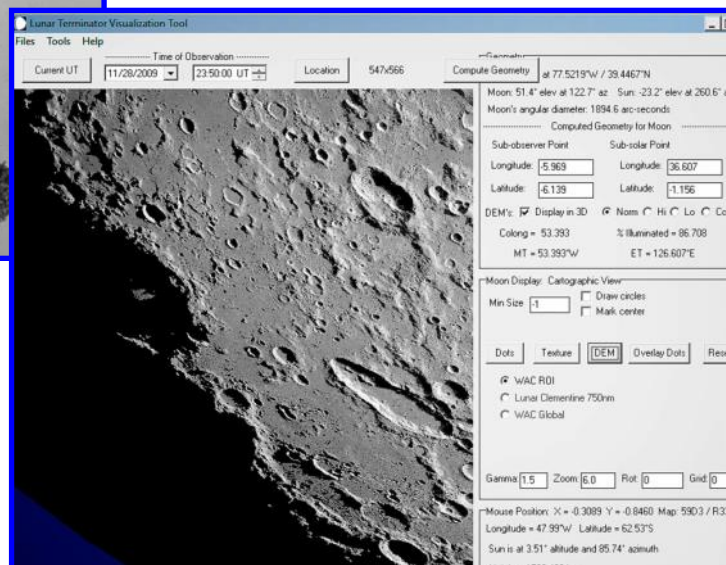 Lunar Terminator Visualization Tool
Files Tools Help
Time of Observation
Current UT 11/28/2009 23:50:00 UT Location 547x566 Compute Geometry
Geometry
at 77.5219°W / 39.4467°N
Moon: 51.4° elev at 122.7° az Sun: -23.2° elev at 260.6°
Moon's angular diameter: 1894.6 arc-seconds
Computed Geometry for Moon
Sub-observer Point Sub-solar Point
Longitude: -5.969 Longitude: 36.607
Latitude: -6.139 Latitude: -1.156
DEM's: Display in 3D Norm Hi Lo
Colong = 53.393 % Illuminated = 86.708
MT = 53.393°W ET = 126.607°E
Moon Display: Cartographic View
Min Size -1 Draw circles
Mark center
Dots Texture DEM Overlay Dots
WAC ROI
Lunar Clementine 750nm
WAC Global
Gamma: 1.5 Zoom: 6.0 Rot: 0 Grid: 0
Mouse Position: X = -0.3089 Y = -0.8460 Map: 59D3 /
Longitude = 47.99°W Latitude = 62.53°S
Sun is at 3.51° altitude and 85.74° azimuth